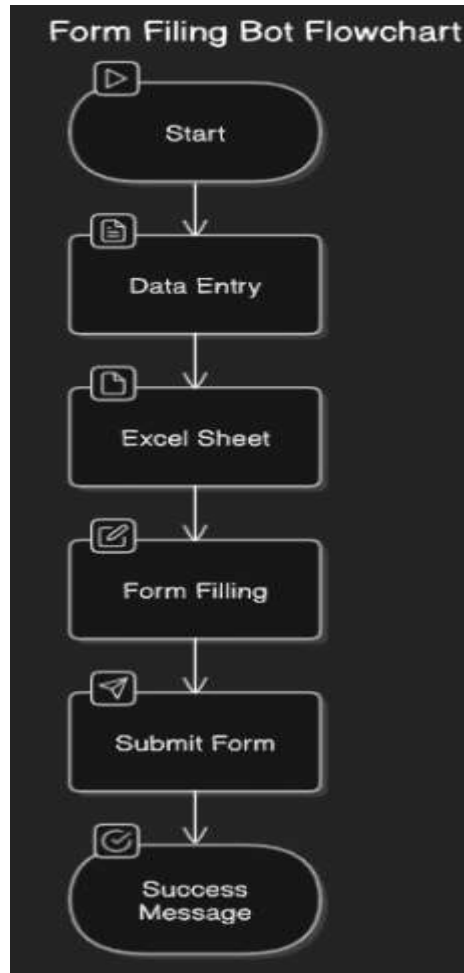 Form Filing Bot Flowchart
Start
Data Entry
Excel Sheet
Form Filling
Submit Form
Success
Message